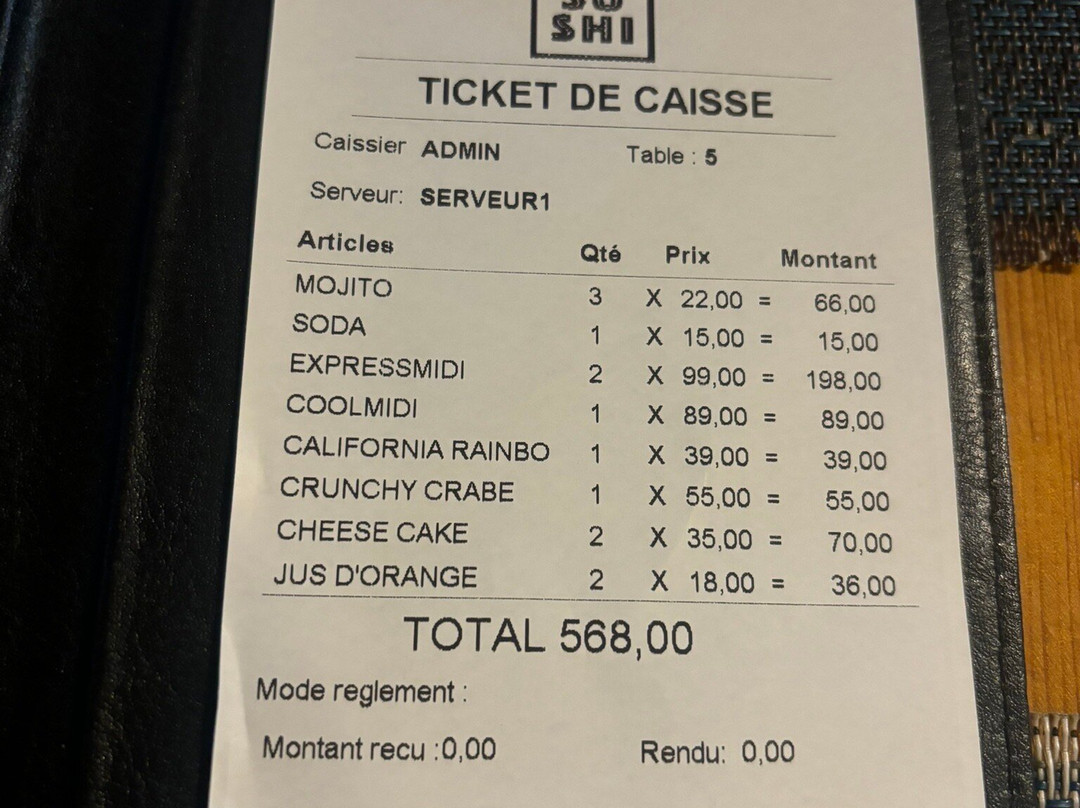 SHI
TICKET DE CAISSE
Caissier ADMIN Table : 5
Serveur: SERVEUR1
Articles Qté Prix Montant
MOJITO 3 X 22,00 = 66,00
SODA 1 X 15,00 = 15,00
EXPRESSMIDI 2 X 99,00 = 198,00
COOLMIDI 1 X 89,00 = 89,00
CALIFORNIA RAINBO 1 X 39,00 = 39,00
CRUNCHY CRABE 1 X 55,00 = 55,00
CHEESE CAKE 2 X 35,00 = 70,00
JUS D'ORANGE 2 X 18,00 = 36,00
TOTAL 568,00
Mode reglement :
Montant recu :0,00 Rendu: 0,00